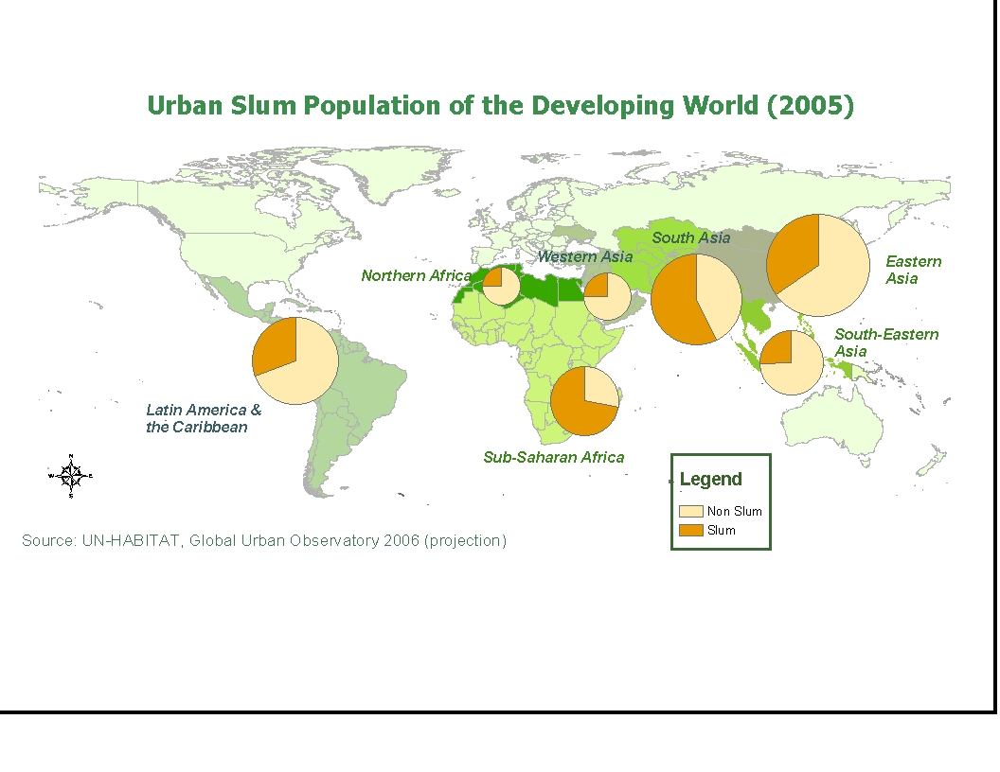 Urban Slum Population of the Developing World (2005)
South Asia
Western Asia
Eastern
Asia
Northern Africa
South-Eastern
Asia
Latin America &
the Caribbean
Sub-Saharan Africa
N
W E
S
Legend
Non Slum
Slum
Source: UN-HABITAT, Global Urban Observatory 2006 (projection)